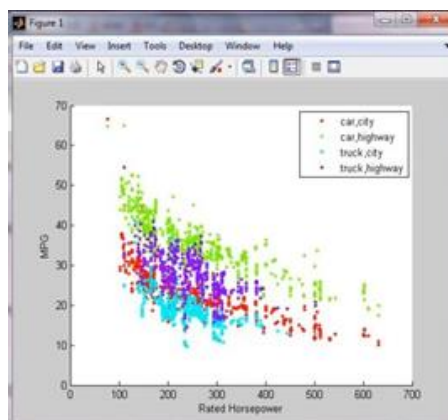 Figure 1
File Edit View Insert Tools Desktop Window Help
70
60
50
40
30
20
10
0
MPG
car,city
car,highway
truck,city
truck,highway
0 100 200 300 400 500 600 700
Rated Horsepower